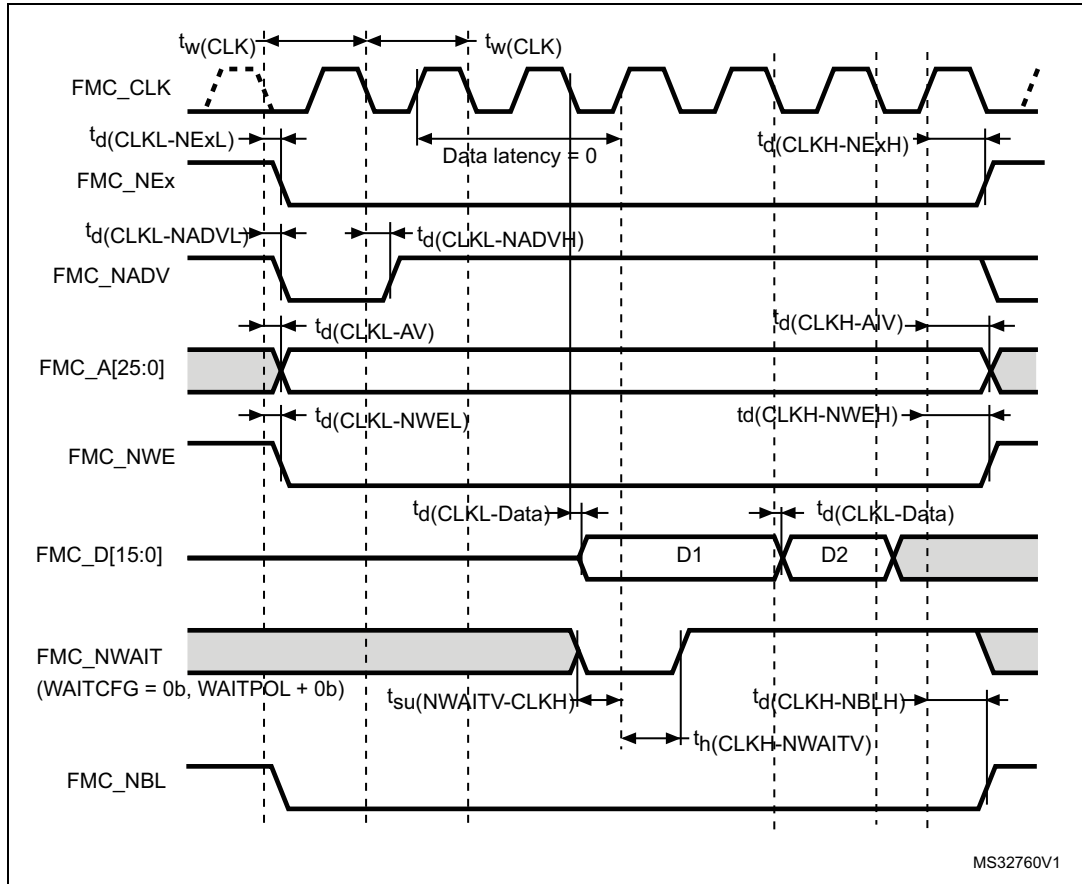 tw(CLK) tw(CLK)
FMC_CLK
td(CLKL-NExL) Data latency = 0 td(CLKH-NExH)
FMC_NEx
td(CLKL-NADVL) td(CLKL-NADVH)
FMC_NADV
td(CLKL-AV) td(CLKH-AIV)
FMC_A[25:0]
td(CLKL-NWEL) td(CLKH-NWEH)
FMC_NWE
td(CLKL-Data) td(CLKL-Data)
FMC_D[15:0] D1 D2
FMC_NWAIT
(WAITCFG = 0b, WAITPOL + 0b)
tsu(NWAITV-CLKH) td(CLKH-NBLH)
th(CLKH-NWAITV)
FMC_NBL
MS32760V1